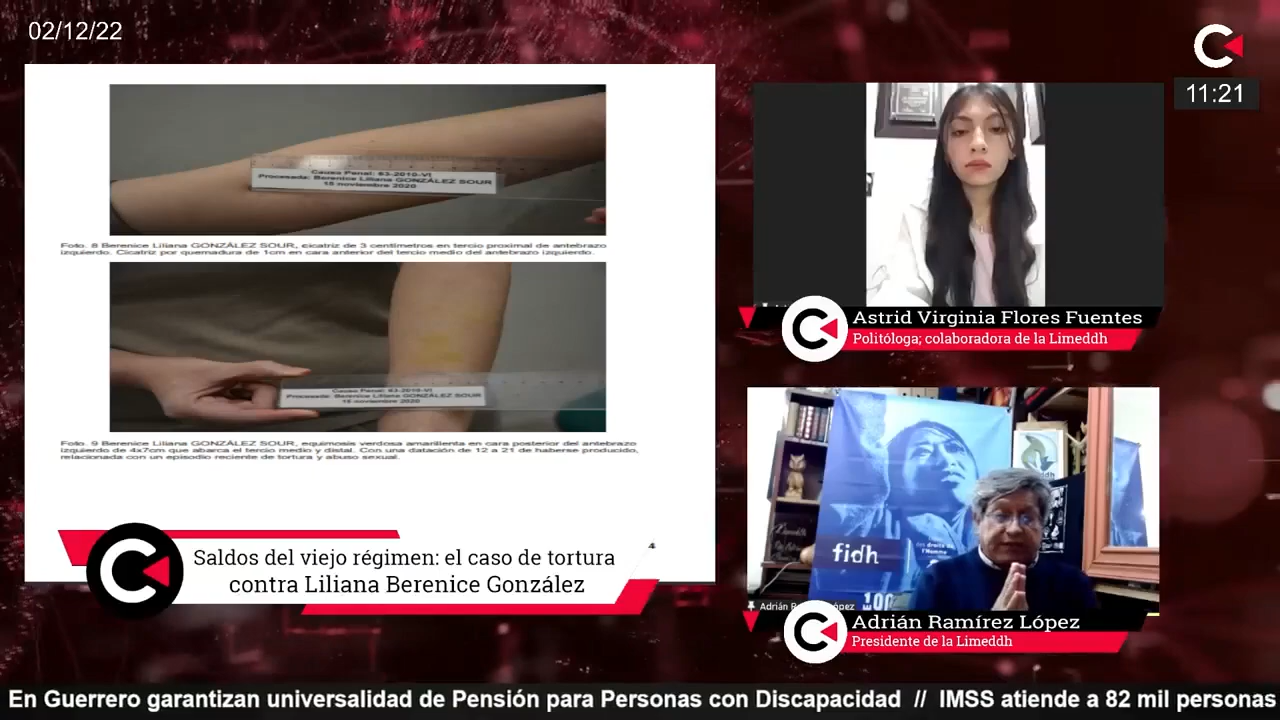 02/12/22
11:21
Causa Penal: 83-2010-VI
Procesada: Berenice Liliana GONZÁLEZ SOUR
15 noviembre 2020
Foto. 8 Berenice Liliana GONZÁLEZ SOUR, cicatriz de 3 centímetros en tercio proximal de antebrazo
izquierdo. Cicatriz por quemadura de 1cm en cara anterior del tercio medio del antebrazo izquierdo.
Causa Penal: 83-2010-VI
Procesada: Berenice Liliana GONZÁLEZ SOUR
15 noviembre 2020
Foto. 9 Berenice Liliana GONZÁLEZ SOUR, equimosis verdosa amarillenta en cara posterior del antebrazo
izquierdo de 4x7cm que abarca el tercio medio y distal. Con una datación de 12 a 21 de haberse producido,
relacionada con un episodio reciente de tortura y abuso sexual.
4
Saldos del viejo régimen: el caso de tortura
contra Liliana Berenice González
Astrid Virginia Flores Fuentes
Politóloga; colaboradora de la Limeddh
fidh
des droits de
l'Homme
100
Adrián Ramírez López
Presidente de la Limeddh
En Guerrero garantizan universalidad de Pensión para Personas con Discapacidad // IMSS atiende a 82 mil personas